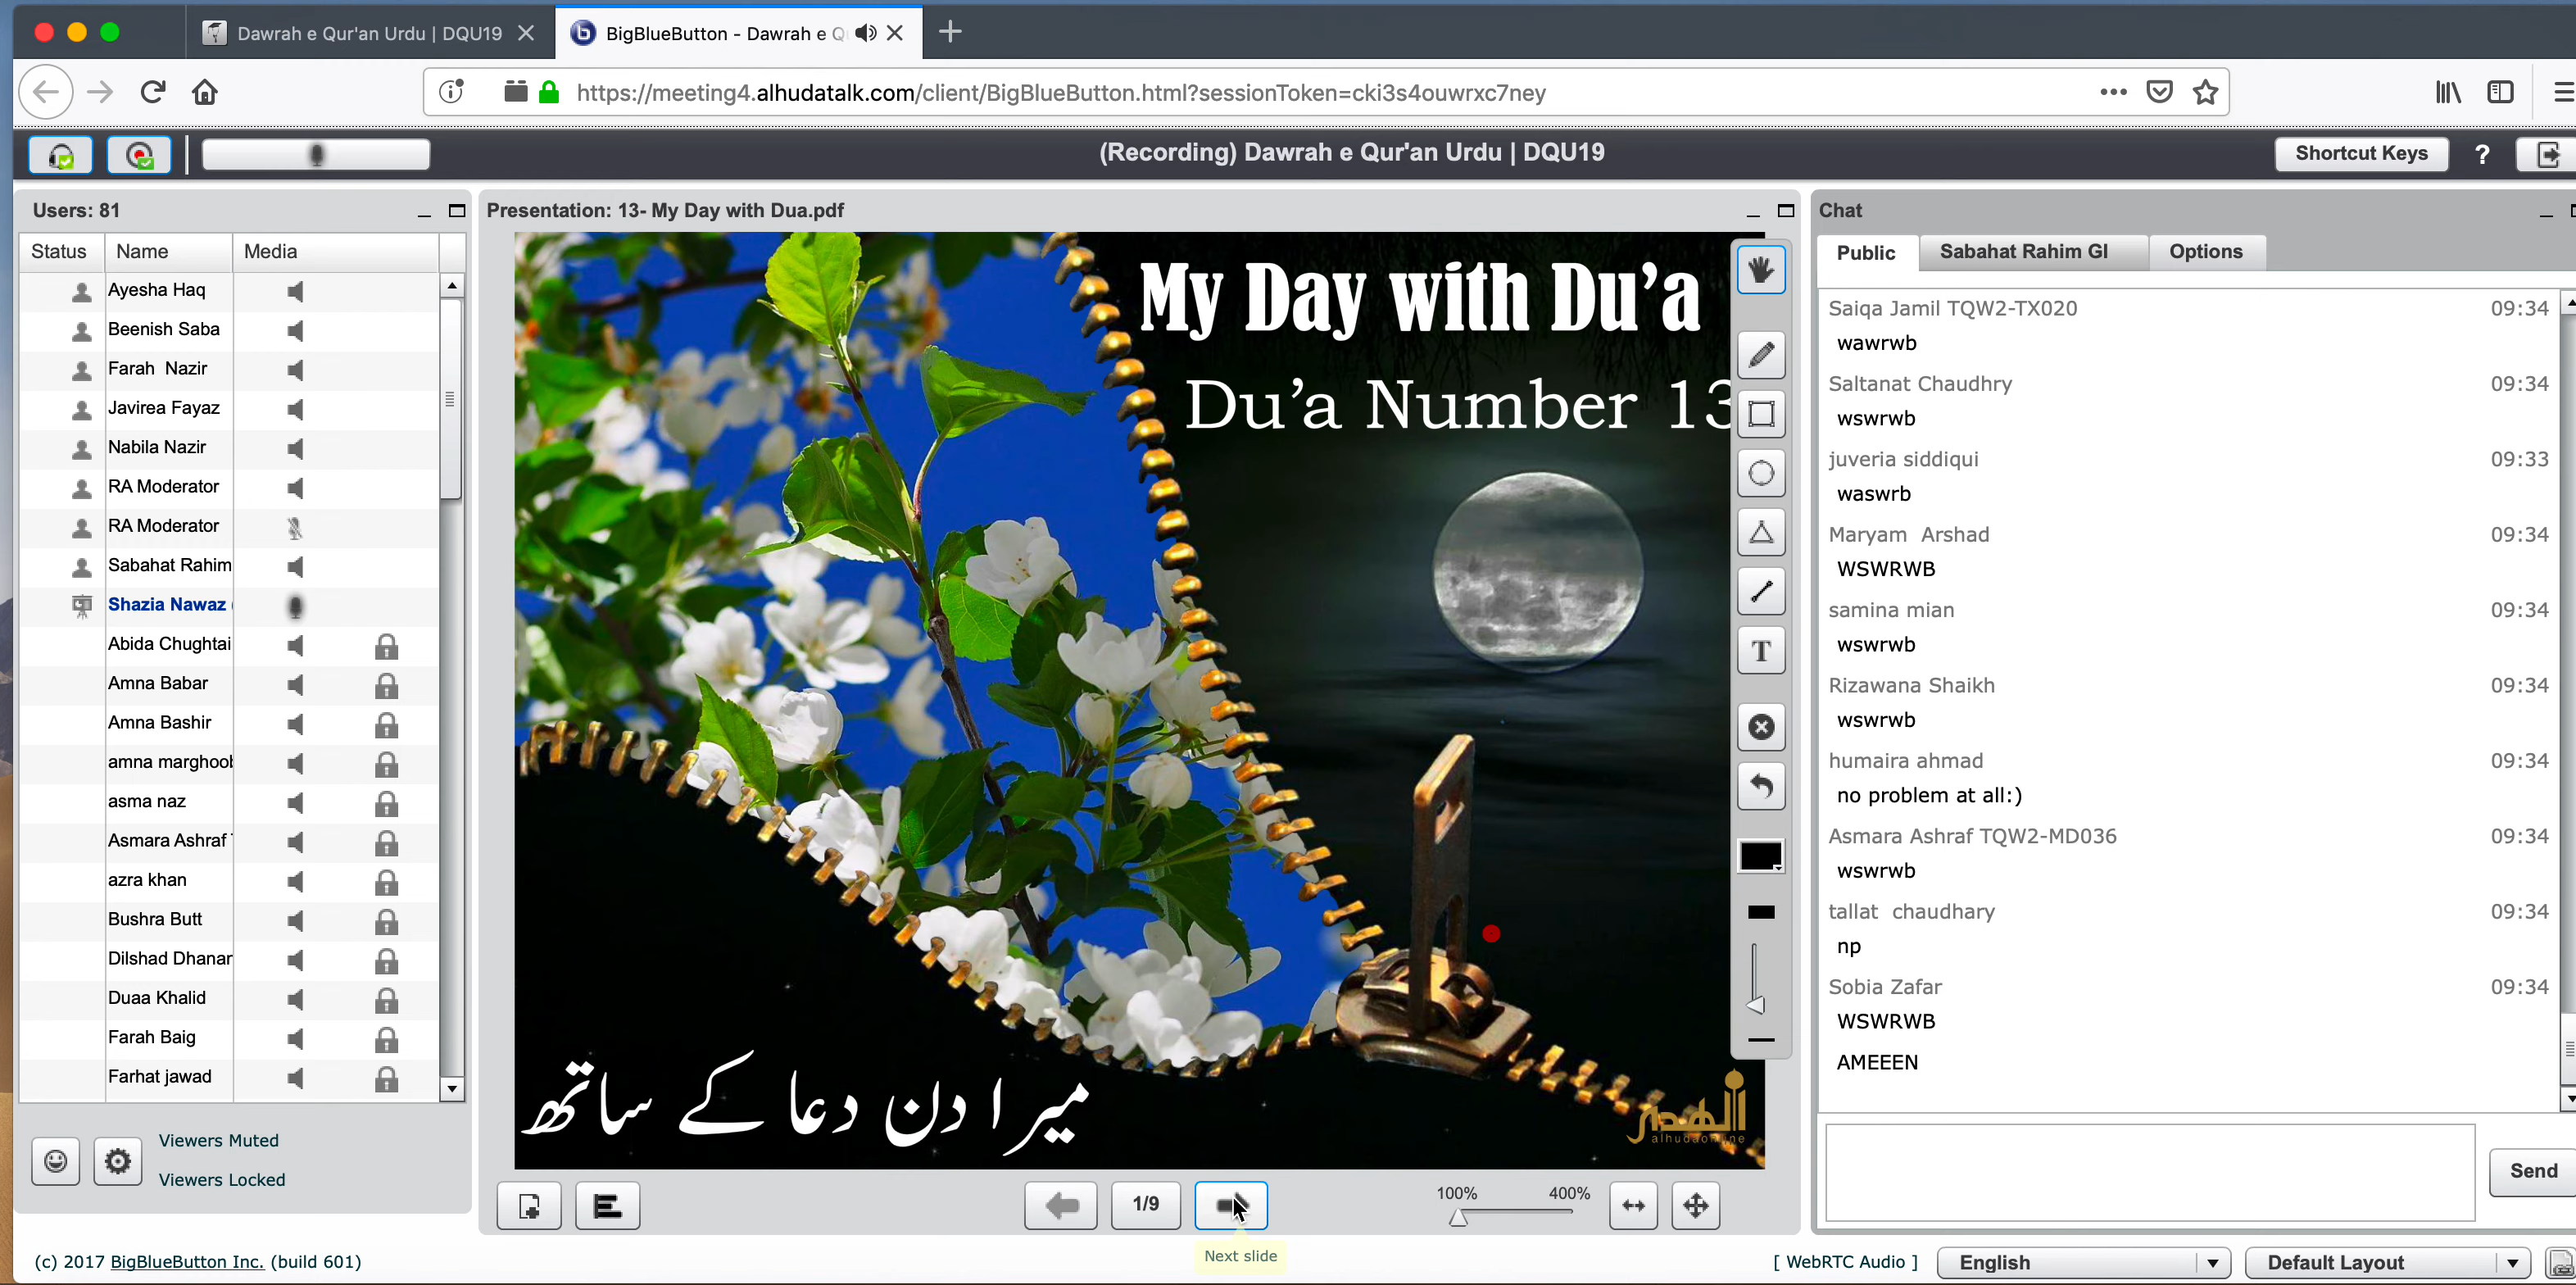 Dawrah e Qur'an Urdu | DQU19
BigBlueButton - Dawrah e Q
https://meeting4.alhudatalk.com/client/BigBlueButton.html?sessionToken=cki3s4ouwrxc7ney
(Recording) Dawrah e Qur'an Urdu | DQU19
Shortcut Keys
?
Users: 81
Status Name Media
Ayesha Haq
Beenish Saba
Farah Nazir
Javirea Fayaz
Nabila Nazir
RA Moderator
RA Moderator
Sabahat Rahim
Shazia Nawaz
Abida Chughtai
Amna Babar
Amna Bashir
amna marghoob
asma naz
Asmara Ashraf
azra khan
Bushra Butt
Dilshad Dhanar
Duaa Khalid
Farah Baig
Farhat jawad
Viewers Muted
Viewers Locked
Presentation: 13- My Day with Dua.pdf
My Day with Du’a
Du’a Number 13
میرا دن دعا کے ساتھ
الهدى
alhudaonline
T
1/9
100% 400%
Next slide
Chat
Public Sabahat Rahim GI Options
Saiqa Jamil TQW2-TX020 09:34
wawrwb
Saltanat Chaudhry 09:34
wswrwb
juveria siddiqui 09:33
waswrb
Maryam Arshad 09:34
WSWRWB
samina mian 09:34
wswrwb
Rizawana Shaikh 09:34
wswrwb
humaira ahmad 09:34
no problem at all:)
Asmara Ashraf TQW2-MD036 09:34
wswrwb
tallat chaudhary 09:34
np
Sobia Zafar 09:34
WSWRWB
AMEEEN
Send
(c) 2017 BigBlueButton Inc. (build 601)
[ WebRTC Audio ]
English
Default Layout